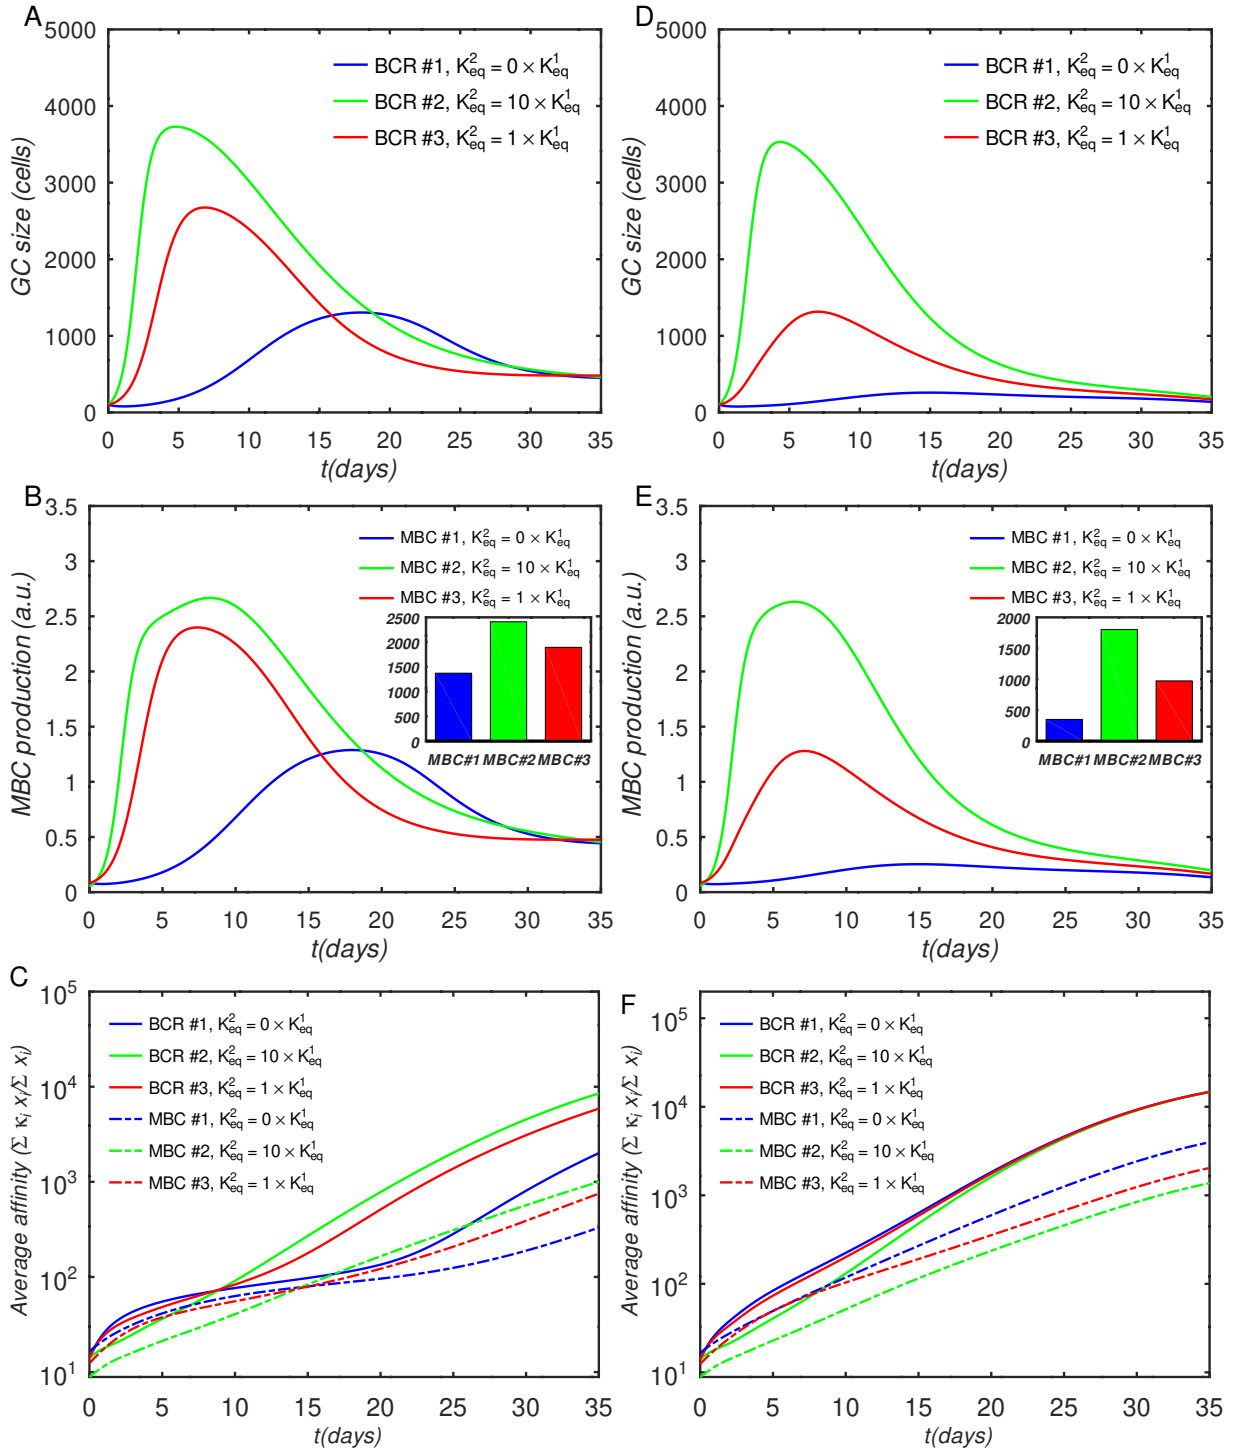 A
5000
4000
3000
2000
1000
0
GC size (cells)
BCR #1, K²eq = 0 × K¹eq
BCR #2, K²eq = 10 × K¹eq
BCR #3, K²eq = 1 × K¹eq
0 5 10 15 20 25 30 35
t(days)
D
5000
4000
3000
2000
1000
0
GC size (cells)
BCR #1, K²eq = 0 × K¹eq
BCR #2, K²eq = 10 × K¹eq
BCR #3, K²eq = 1 × K¹eq
0 5 10 15 20 25 30 35
t(days)
B
3.5
3
2.5
2
1.5
1
0.5
0
MBC production (a.u.)
MBC #1, K²eq = 0 × K¹eq
MBC #2, K²eq = 10 × K¹eq
MBC #3, K²eq = 1 × K¹eq
2500
2000
1500
1000
500
0
MBC#1 MBC#2 MBC#3
0 5 10 15 20 25 30 35
t(days)
E
3.5
3
2.5
2
1.5
1
0.5
0
MBC production (a.u.)
MBC #1, K²eq = 0 × K¹eq
MBC #2, K²eq = 10 × K¹eq
MBC #3, K²eq = 1 × K¹eq
2000
1500
1000
500
0
MBC#1 MBC#2 MBC#3
0 5 10 15 20 25 30 35
t(days)
C
10⁵
10⁴
10³
10²
10¹
Average affinity (Σ κᵢ xᵢ/Σ xᵢ)
BCR #1, K²eq = 0 × K¹eq
BCR #2, K²eq = 10 × K¹eq
BCR #3, K²eq = 1 × K¹eq
MBC #1, K²eq = 0 × K¹eq
MBC #2, K²eq = 10 × K¹eq
MBC #3, K²eq = 1 × K¹eq
0 5 10 15 20 25 30 35
t(days)
F
10⁵
10⁴
10³
10²
10¹
Average affinity (Σ κᵢ xᵢ/Σ xᵢ)
BCR #1, K²eq = 0 × K¹eq
BCR #2, K²eq = 10 × K¹eq
BCR #3, K²eq = 1 × K¹eq
MBC #1, K²eq = 0 × K¹eq
MBC #2, K²eq = 10 × K¹eq
MBC #3, K²eq = 1 × K¹eq
0 5 10 15 20 25 30 35
t(days)